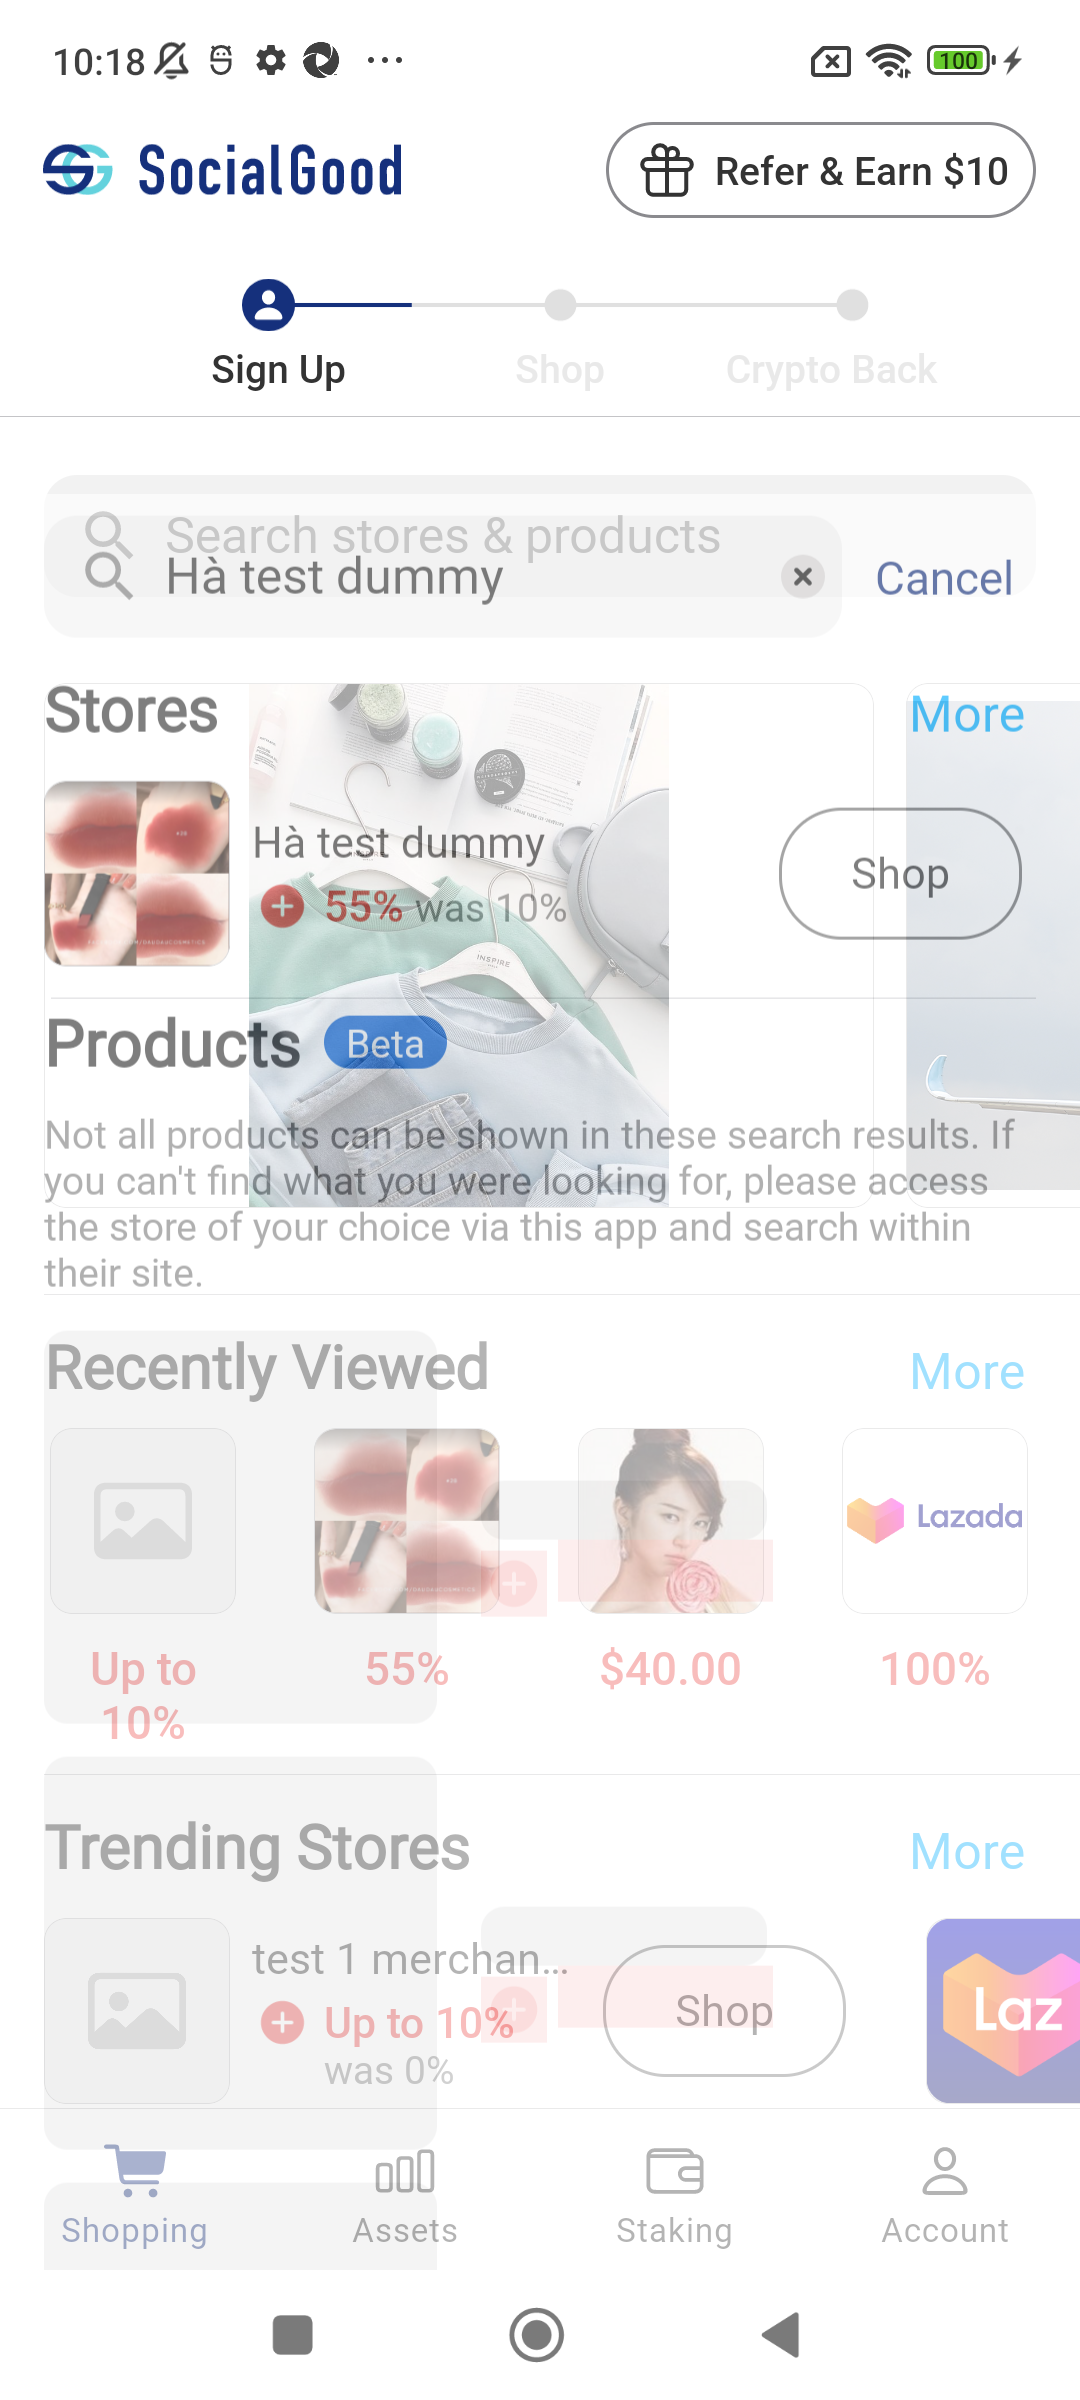 10:18
100
SocialGood
Refer & Earn $10
Sign Up
Shop
Crypto Back
Search stores & products
Hà test dummy
Cancel
Stores
More
Hà test dummy
55% was 10%
Shop
INSPIRE
Products
Beta
Not all products can be shown in these search results. If
you can't find what you were looking for, please access
the store of your choice via this app and search within
their site.
Recently Viewed
More
Lazada
Up to
10%
55%
$40.00
100%
Trending Stores
More
test 1 merchan...
Up to 10%
was 0%
Shop
Laz
Shopping
Assets
Staking
Account